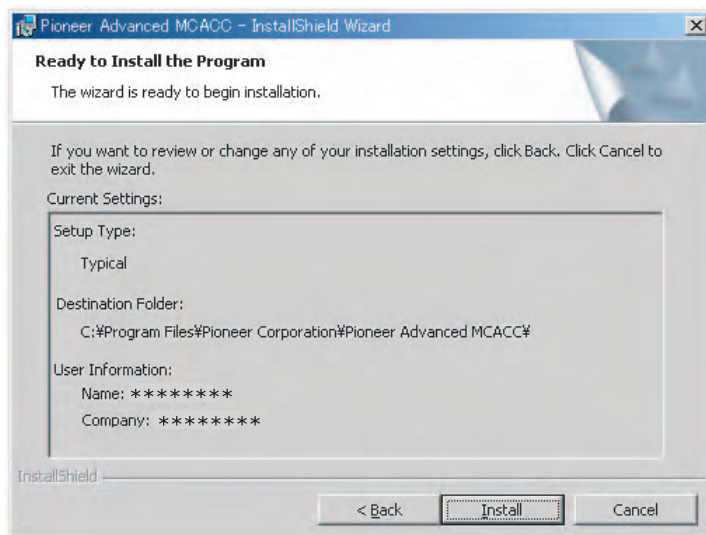 Pioneer Advanced MCACC - InstallShield Wizard
Ready to Install the Program
The wizard is ready to begin installation.
If you want to review or change any of your installation settings, click Back. Click Cancel to
exit the wizard.
Current Settings:
Setup Type:
Typical
Destination Folder:
C:¥Program Files¥Pioneer Corporation¥Pioneer Advanced MCACC¥
User Information:
Name: ********
Company: ********
InstallShield
< Back
Install
Cancel